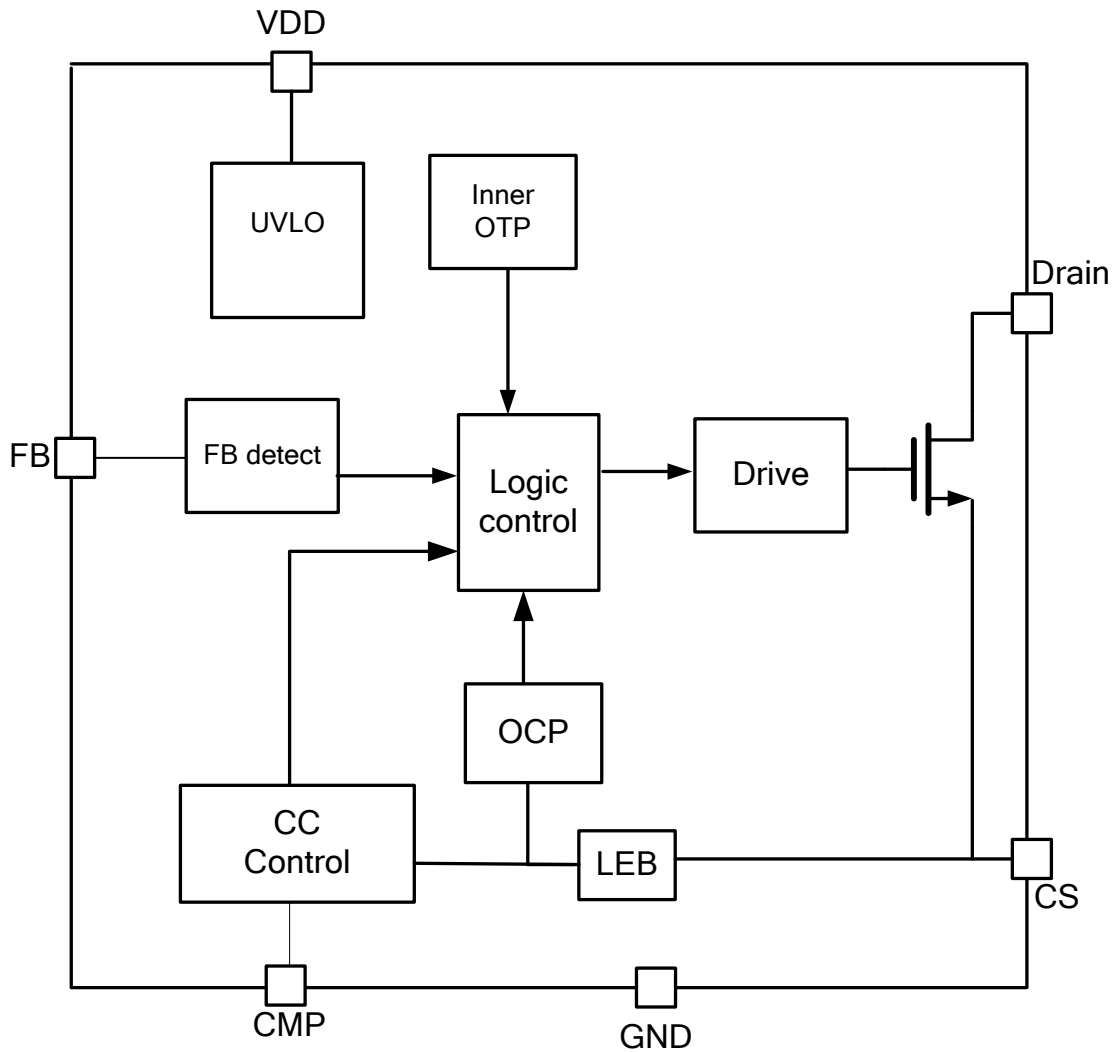 VDD
Inner
OTP
UVLO
Drain
FB
FB detect
Logic
control
Drive
OCP
CC
Control
LEB
CS
CMP
GND